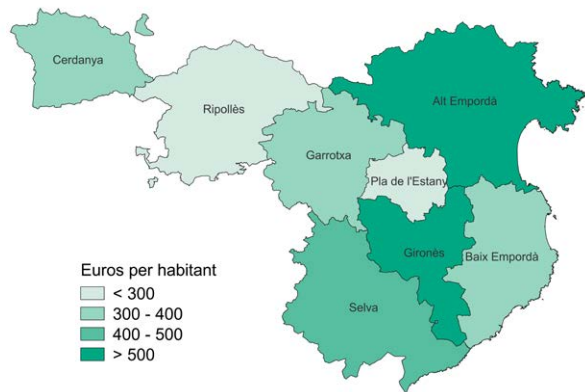 Cerdanya
Ripollès
Alt Empordà
Garrotxa
Pla de l'Estany
Gironès
Baix Empordà
Selva
Euros per habitant
< 300
300 - 400
400 - 500
> 500